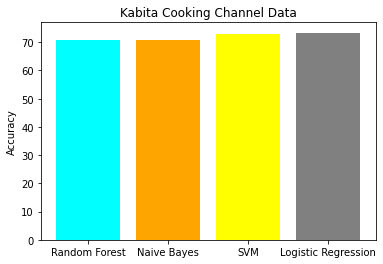 Kabita Cooking Channel Data
Accuracy
70
60
50
40
30
20
10
0
Random Forest
Naive Bayes
SVM
Logistic Regression